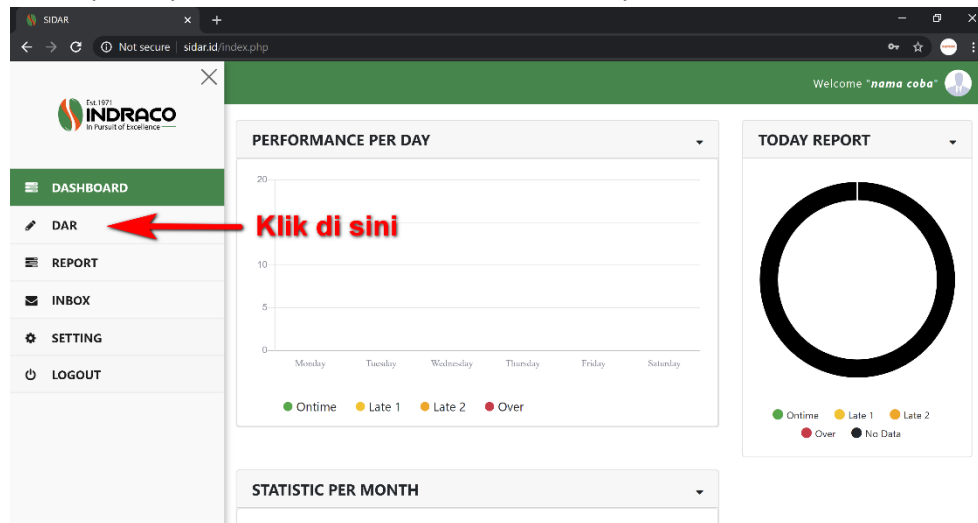 SIDAR
Not secure | sidar.id/index.php
Welcome "nama coba"
Est. 1971
INDRACO
In Pursuit of Excellence
DASHBOARD
DAR
REPORT
INBOX
SETTING
LOGOUT
Klik di sini
PERFORMANCE PER DAY
20
10
5
0
Monday Tuesday Wednesday Thursday Friday Saturday
Ontime Late 1 Late 2 Over
TODAY REPORT
Ontime Late 1 Late 2
Over No Data
STATISTIC PER MONTH